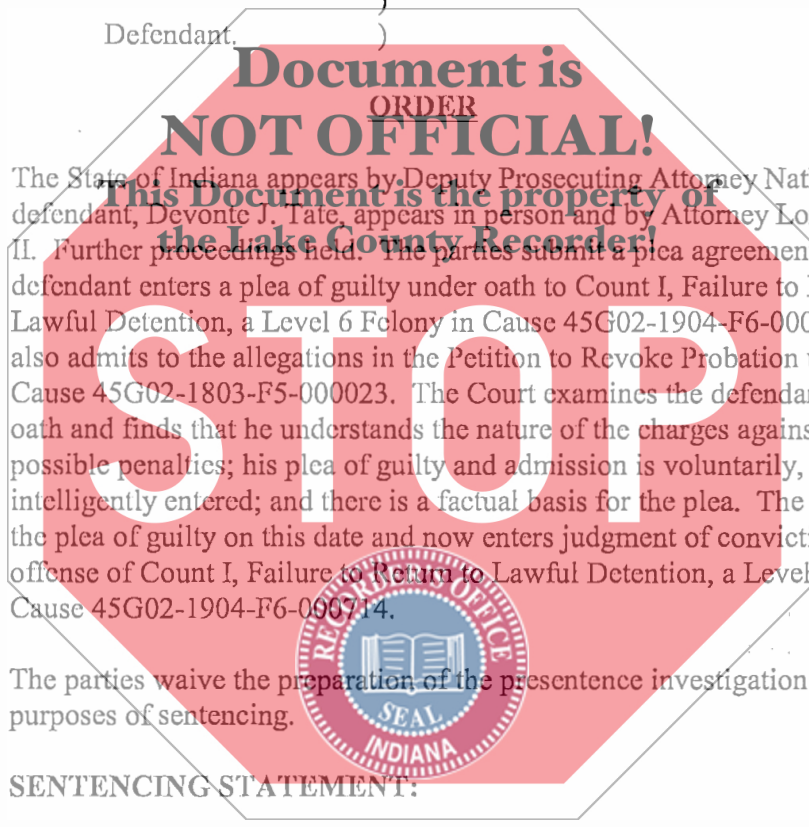 )
Defendant. )
Document is
ORDER
NOT OFFICIAL!
The State of Indiana appears by Deputy Prosecuting Attorney Nat
This Document is the property of
defendant, Devonte J. Tate, appears in person and by Attorney Lo
the Lake County Recorder!
II. Further proceedings held. The parties submit a plea agreemen
defendant enters a plea of guilty under oath to Count I, Failure to
Lawful Detention, a Level 6 Felony in Cause 45G02-1904-F6-000
also admits to the allegations in the Petition to Revoke Probation
Cause 45G02-1803-F5-000023. The Court examines the defenda
oath and finds that he understands the nature of the charges agains
possible penalties; his plea of guilty and admission is voluntarily,
intelligently entered; and there is a factual basis for the plea. The
the plea of guilty on this date and now enters judgment of convict
offense of Count I, Failure to Return to Lawful Detention, a Level
Cause 45G02-1904-F6-000714.
The parties waive the preparation of the presentence investigation
purposes of sentencing.
SENTENCING STATEMENT:
STOP
RECORDER'S OFFICE
SEAL
INDIANA